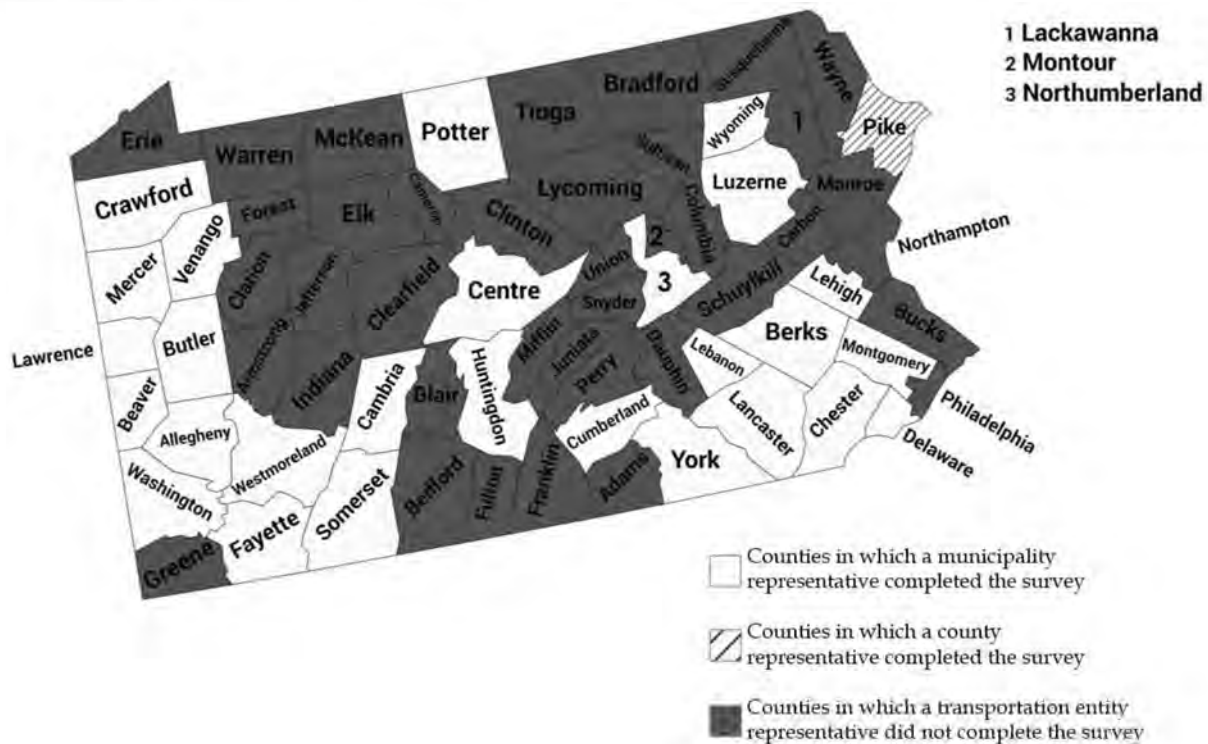 1 Lackawanna
2 Montour
3 Northumberland
Erie
Warren
McKean
Potter
Tioga
Bradford
Susquehanna
Wayne
Pike
Wyoming
1
Crawford
Forest
Elk
Cameron
Clinton
Lycoming
Sullivan
Columbia
Luzerne
Monroe
Carbon
Northampton
Mercer
Venango
Clarion
Jefferson
Clearfield
Centre
Union
2
3
Snyder
Schuylkill
Lehigh
Bucks
Lawrence
Butler
Armstrong
Indiana
Cambria
Blair
Huntingdon
Mifflin
Juniata
Perry
Dauphin
Lebanon
Berks
Montgomery
Beaver
Allegheny
Westmoreland
Cumberland
Lancaster
Chester
Philadelphia
Delaware
Washington
Somerset
Bedford
Fulton
Franklin
Adams
York
Greene
Fayette
Counties in which a municipality
representative completed the survey
Counties in which a county
representative completed the survey
Counties in which a transportation entity
representative did not complete the survey